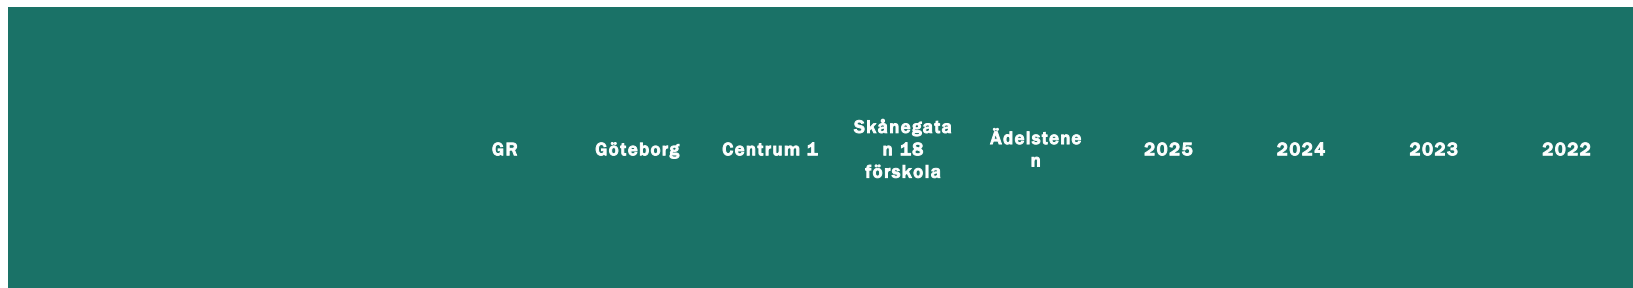 GR
Göteborg
Centrum 1
Skånegata
n 18
förskola
Ädelstene
n
2025
2024
2023
2022